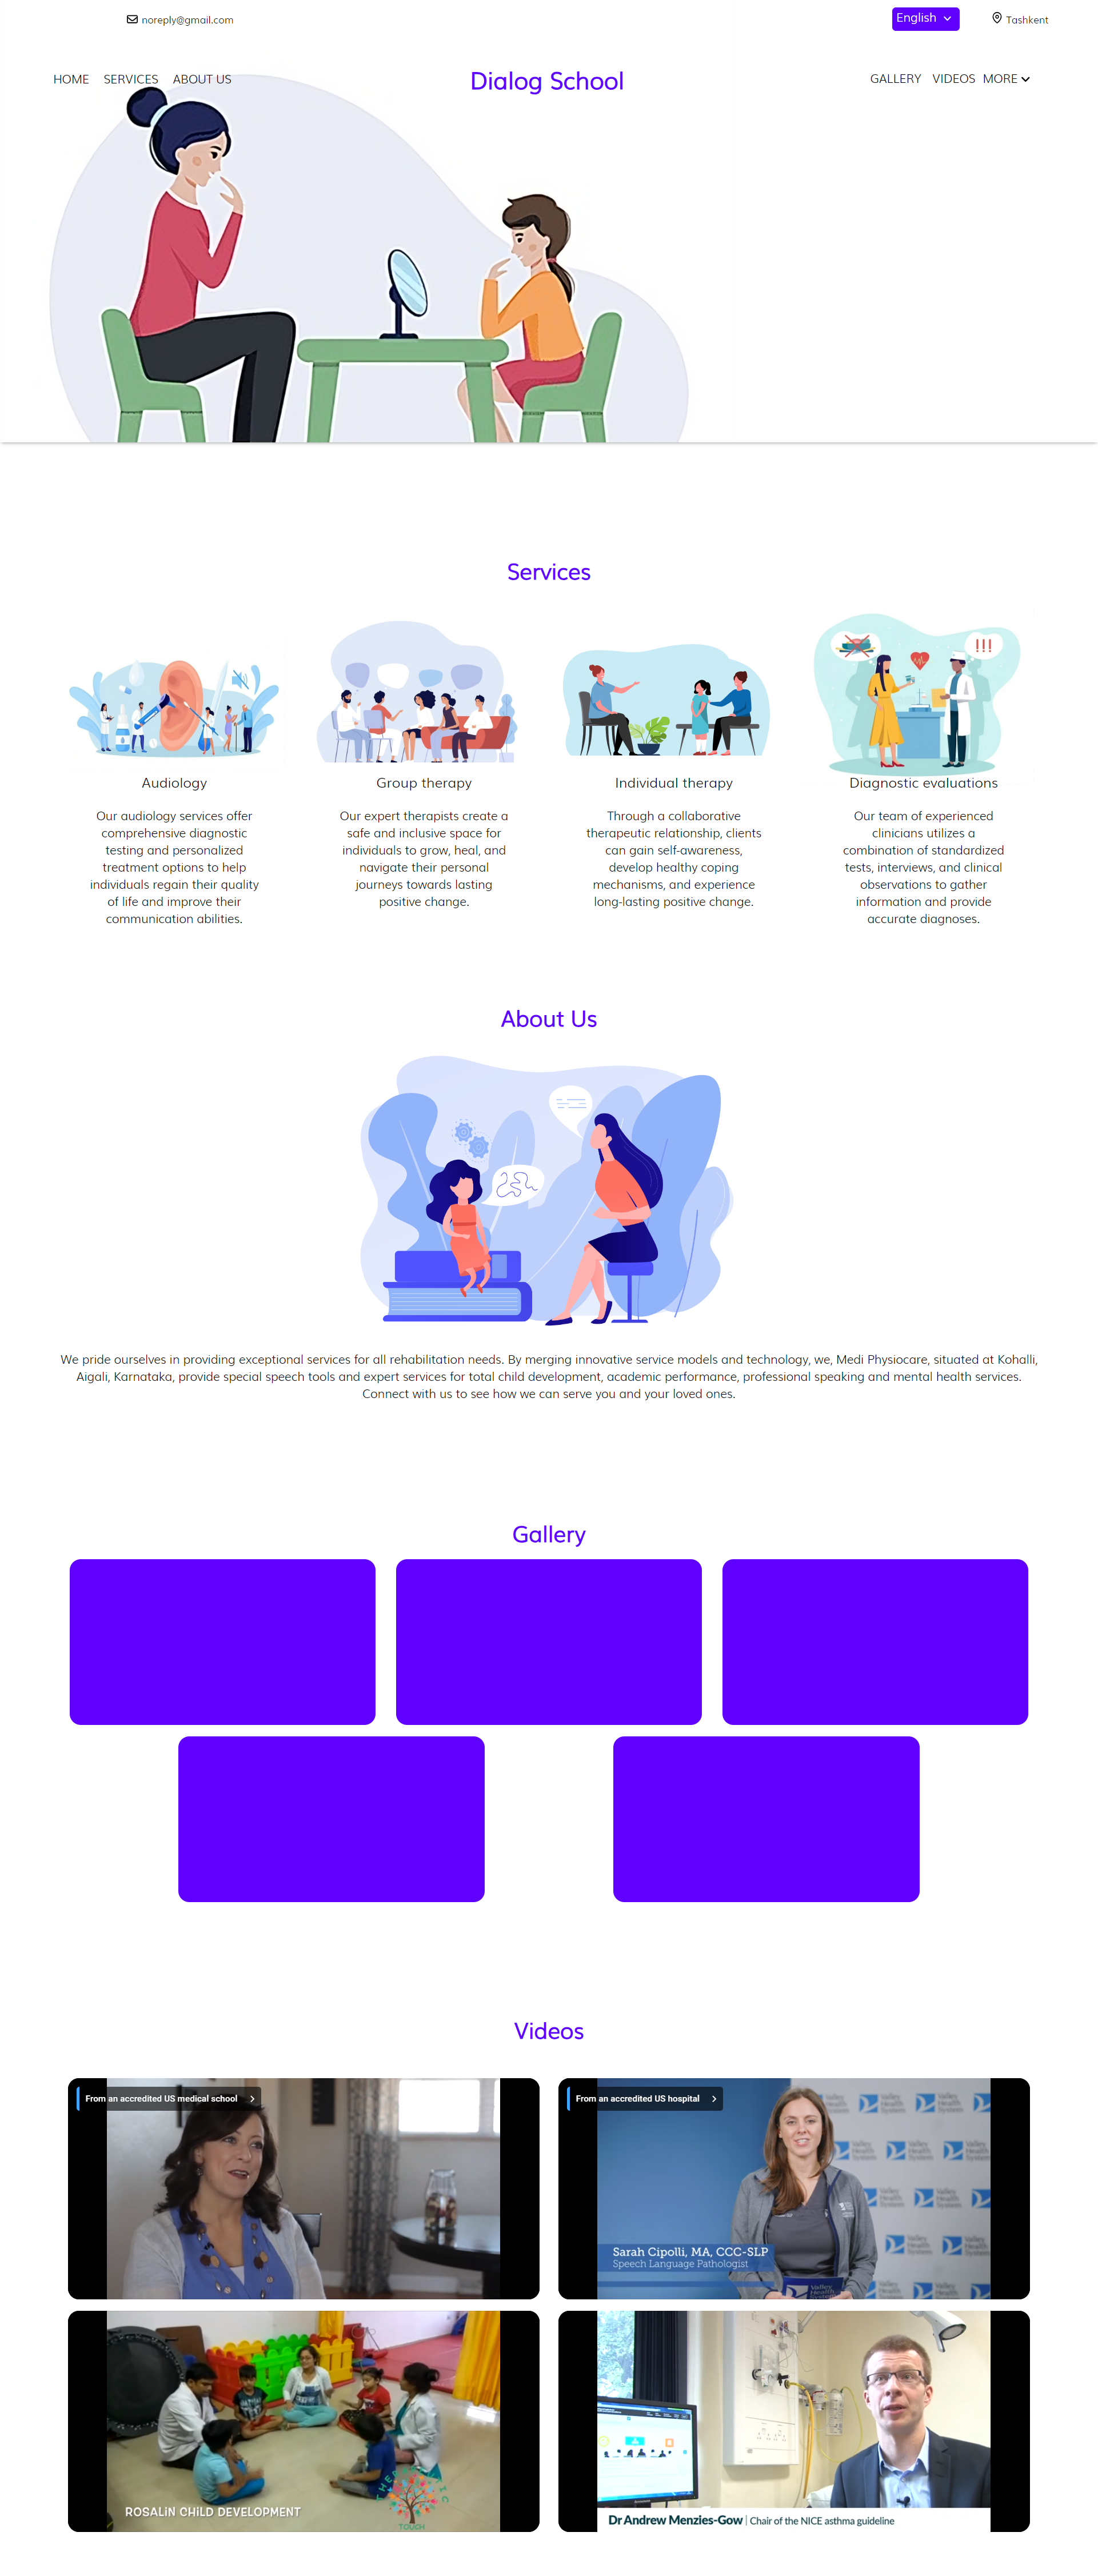 noreply@gmail.com
English
Tashkent
HOME SERVICES ABOUT US
Dialog School
GALLERY VIDEOS MORE
Services
!!!
Audiology
Our audiology services offer
comprehensive diagnostic
testing and personalized
treatment options to help
individuals regain their quality
of life and improve their
communication abilities.
Group therapy
Our expert therapists create a
safe and inclusive space for
individuals to grow, heal, and
navigate their personal
journeys towards lasting
positive change.
Individual therapy
Through a collaborative
therapeutic relationship, clients
can gain self-awareness,
develop healthy coping
mechanisms, and experience
long-lasting positive change.
Diagnostic evaluations
Our team of experienced
clinicians utilizes a
combination of standardized
tests, interviews, and clinical
observations to gather
information and provide
accurate diagnoses.
About Us
We pride ourselves in providing exceptional services for all rehabilitation needs. By merging innovative service models and technology, we, Medi Physiocare, situated at Kohalli,
Aigali, Karnataka, provide special speech tools and expert services for total child development, academic performance, professional speaking and mental health services.
Connect with us to see how we can serve you and your loved ones.
Gallery
Videos
From an accredited US medical school
From an accredited US hospital
Valley
Health
System
Sarah Cipolli, MA, CCC-SLP
Speech Language Pathologist
ROSALIN CHILD DEVELOPMENT
THERAPEUTIC
TOUCH
Dr Andrew Menzies-Gow | Chair of the NICE asthma guideline